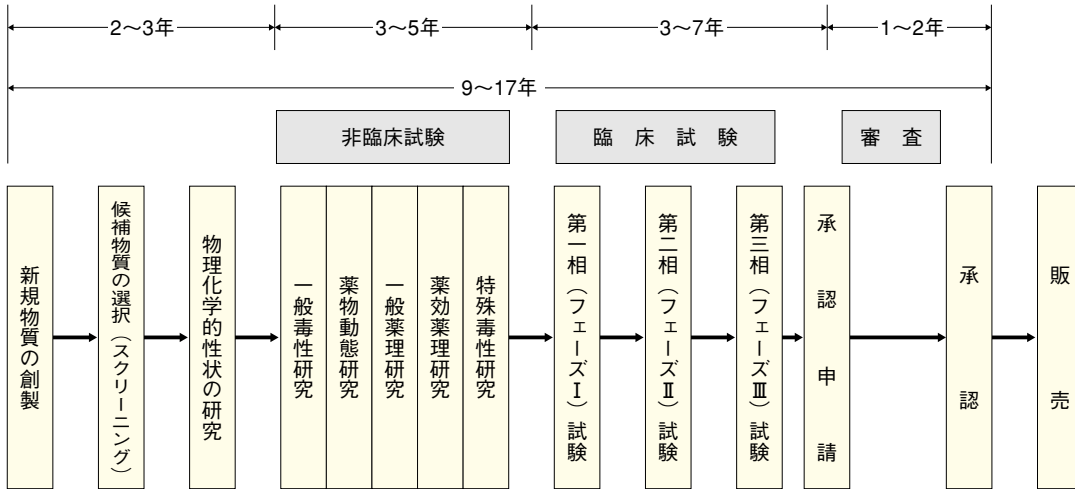 2〜3年
3〜5年
3〜7年
1〜2年
9〜17年
非臨床試験
臨床試験
審査
新規物質の創製
候補物質の選択（スクリーニング）
物理化学的性状の研究
一般毒性研究
薬物動態研究
一般薬理研究
薬効薬理研究
特殊毒性研究
第一相（フェーズⅠ）試験
第二相（フェーズⅡ）試験
第三相（フェーズⅢ）試験
承認申請
承認
販売